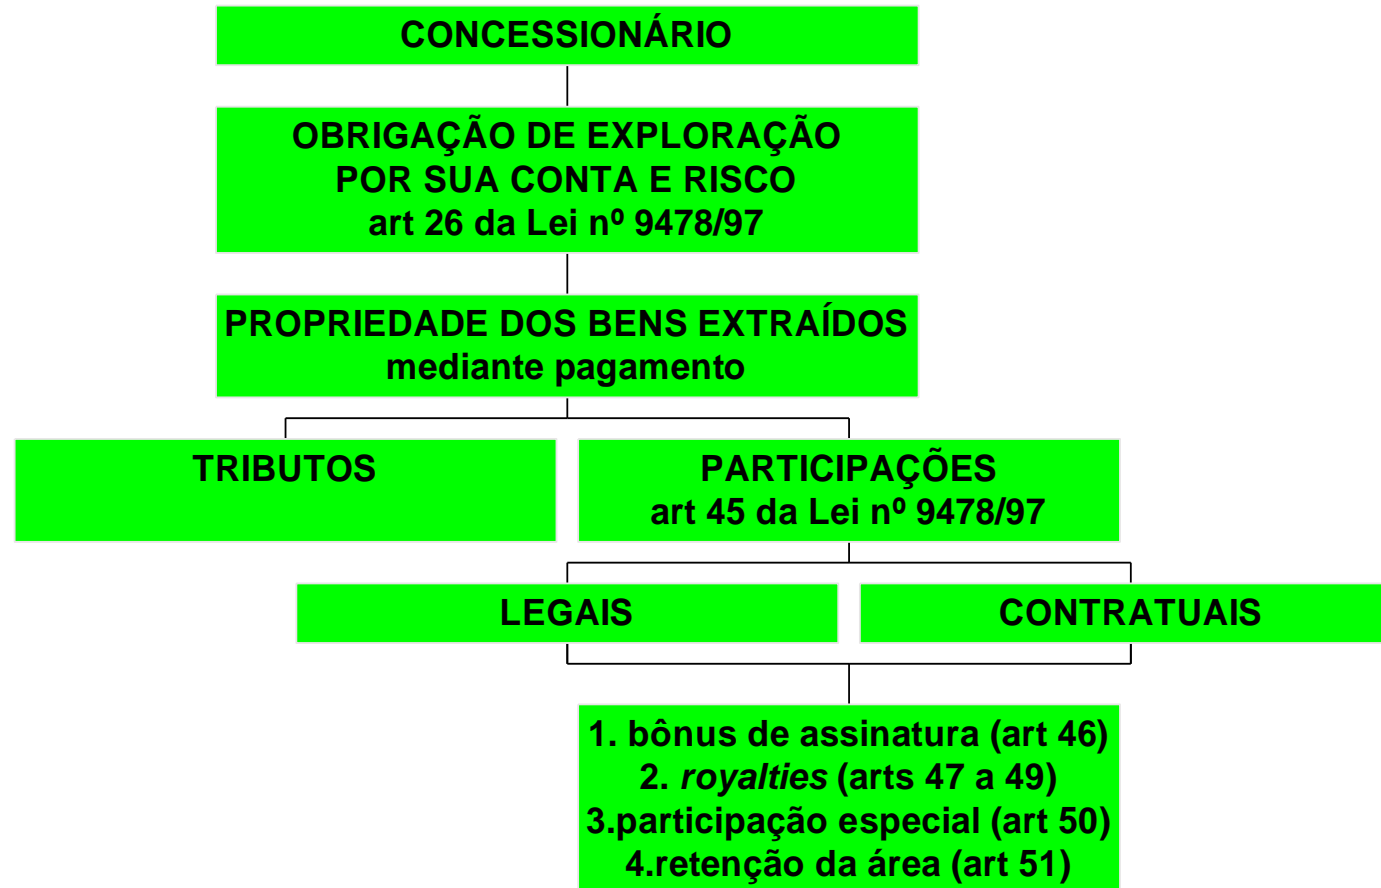 CONCESSIONÁRIO
OBRIGAÇÃO DE EXPLORAÇÃO
POR SUA CONTA E RISCO
art 26 da Lei nº 9478/97
PROPRIEDADE DOS BENS EXTRAÍDOS
mediante pagamento
TRIBUTOS
PARTICIPAÇÕES
art 45 da Lei nº 9478/97
LEGAIS
CONTRATUAIS
1. bônus de assinatura (art 46)
2. royalties (arts 47 a 49)
3.participação especial (art 50)
4.retenção da área (art 51)